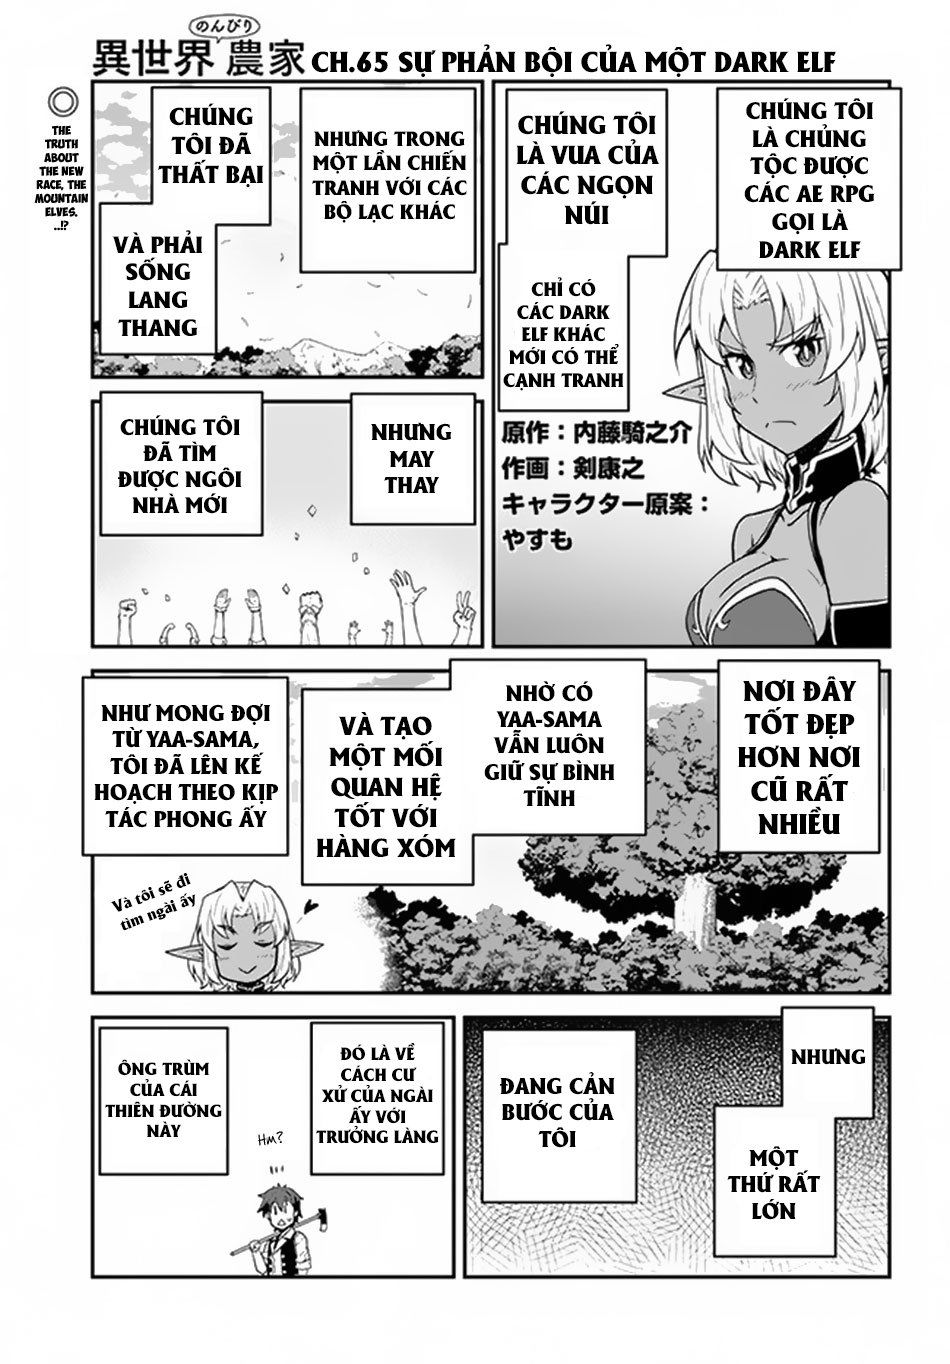 のんびり
異世界 農家 CH.65 SỰ PHẢN BỘI CỦA MỘT DARK ELF
THE
TRUTH
ABOUT
THE NEW
RACE, THE
MOUNTAIN
ELVES.
...!?
CHÚNG TÔI
LÀ CHỦNG
TỘC ĐƯỢC
CÁC AE RPG
GỌI LÀ
DARK ELF
CHÚNG TÔI
LÀ VUA CỦA
CÁC NGỌN
NÚI
CHỈ CÓ
CÁC DARK
ELF KHÁC
MỚI CÓ THỂ
CẠNH TRANH
原作：内藤騎之介
作画：剣康之
キャラクター原案：
やすも
NHƯNG TRONG
MỘT LẦN CHIẾN
TRANH VỚI CÁC
BỘ LẠC KHÁC
CHÚNG
TÔI ĐÃ
THẤT BẠI
VÀ PHẢI
SỐNG
LANG
THANG
NHƯNG
MAY
THAY
CHÚNG TÔI
ĐÃ TÌM
ĐƯỢC NGÔI
NHÀ MỚI
NƠI ĐÂY
TỐT ĐẸP
HƠN NƠI
CŨ RẤT
NHIỀU
NHỜ CÓ
YAA-SAMA
VẪN LUÔN
GIỮ SỰ BÌNH
TĨNH
VÀ TẠO
MỘT MỐI
QUAN HỆ
TỐT VỚI
HÀNG XÓM
NHƯ MONG ĐỢI
TỪ YAA-SAMA,
TÔI ĐÃ LÊN KẾ
HOẠCH THEO KỊP
TÁC PHONG ẤY
Và tôi sẽ đi
tìm ngài ấy
NHƯNG
MỘT
THỨ RẤT
LỚN
ĐANG CẢN
BƯỚC CỦA
TÔI
ĐÓ LÀ VỀ
CÁCH CƯ
XỬ CỦA NGÀI
ẤY VỚI
TRƯỞNG LÀNG
ÔNG TRÙM
CỦA CÁI
THIÊN ĐƯỜNG
NÀY
Hm?